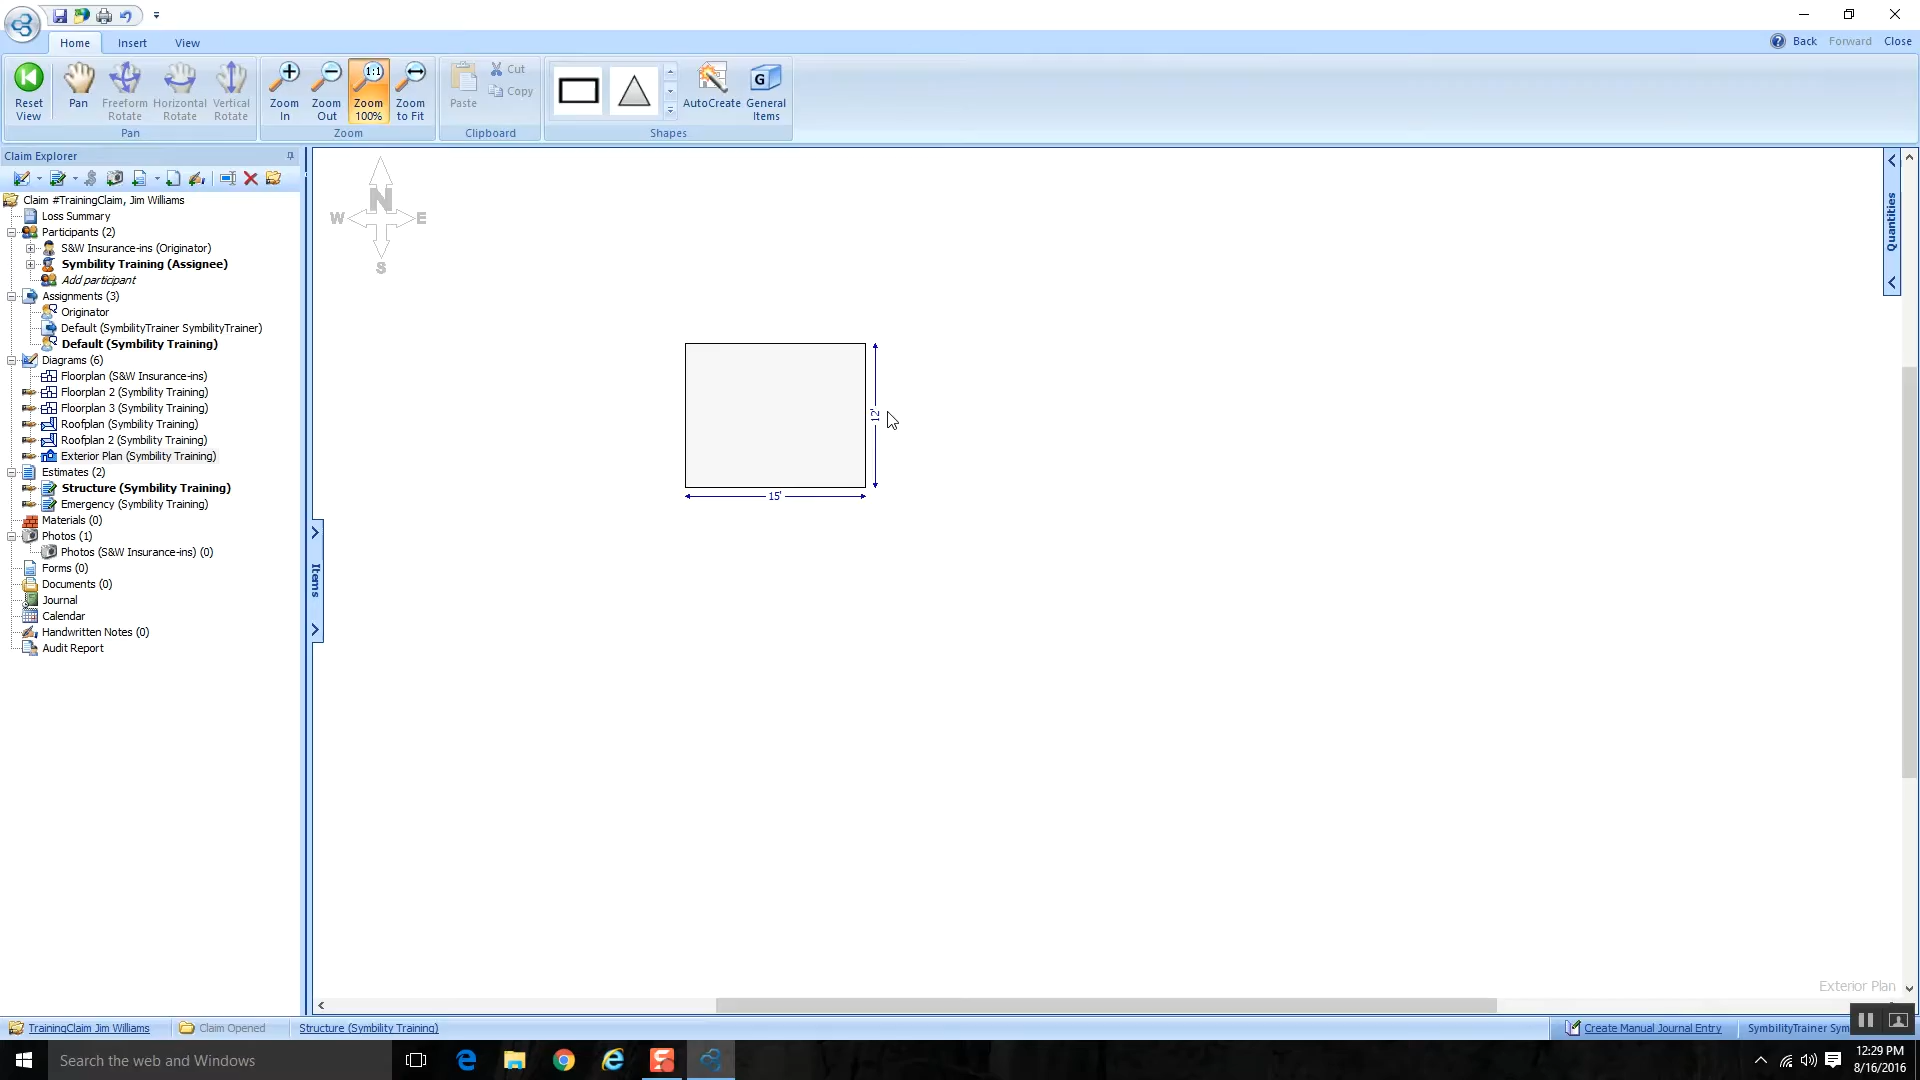 Home Insert View
Back Forward Close
Reset View
Pan
Freeform Rotate
Horizontal Rotate
Vertical Rotate
Pan
Zoom In
Zoom Out
1:1
Zoom 100%
Zoom to Fit
Zoom
Paste
Cut
Copy
Clipboard
AutoCreate
General Items
Shapes
Claim Explorer
Claim #TrainingClaim, Jim Williams
Loss Summary
Participants (2)
S&W Insurance-ins (Originator)
Symbility Training (Assignee)
Add participant
Assignments (3)
Originator
Default (SymbilityTrainer SymbilityTrainer)
Default (Symbility Training)
Diagrams (6)
Floorplan (S&W Insurance-ins)
Floorplan 2 (Symbility Training)
Floorplan 3 (Symbility Training)
Roofplan (Symbility Training)
Roofplan 2 (Symbility Training)
Exterior Plan (Symbility Training)
Estimates (2)
Structure (Symbility Training)
Emergency (Symbility Training)
Materials (0)
Photos (1)
Photos (S&W Insurance-ins) (0)
Forms (0)
Documents (0)
Journal
Calendar
Handwritten Notes (0)
Audit Report
Items
N
W E
S
12'
15'
Quantities
Exterior Plan
TrainingClaim Jim Williams
Claim Opened
Structure (Symbility Training)
Create Manual Journal Entry
SymbilityTrainer Sym
Search the web and Windows
12:29 PM
8/16/2016